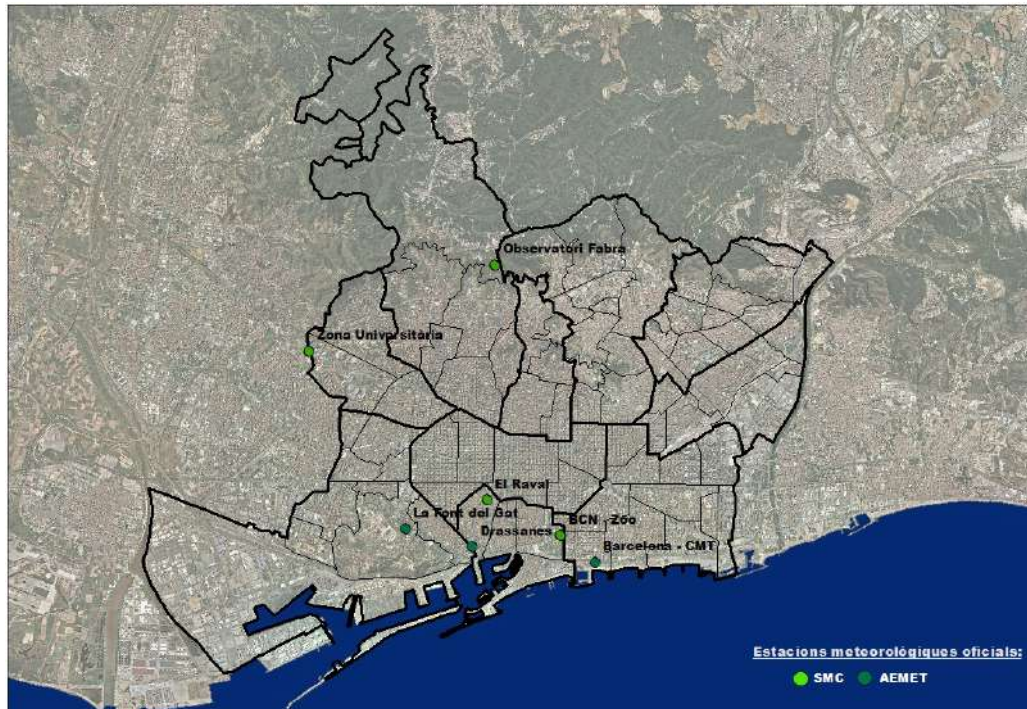 Observatori Fabra
Zona Universitària
El Raval
La Font del Gat
Drassanes
BCN - Zoo
Barcelona - CMT
Estacions meteorològiques oficials:
SMC
AEMET